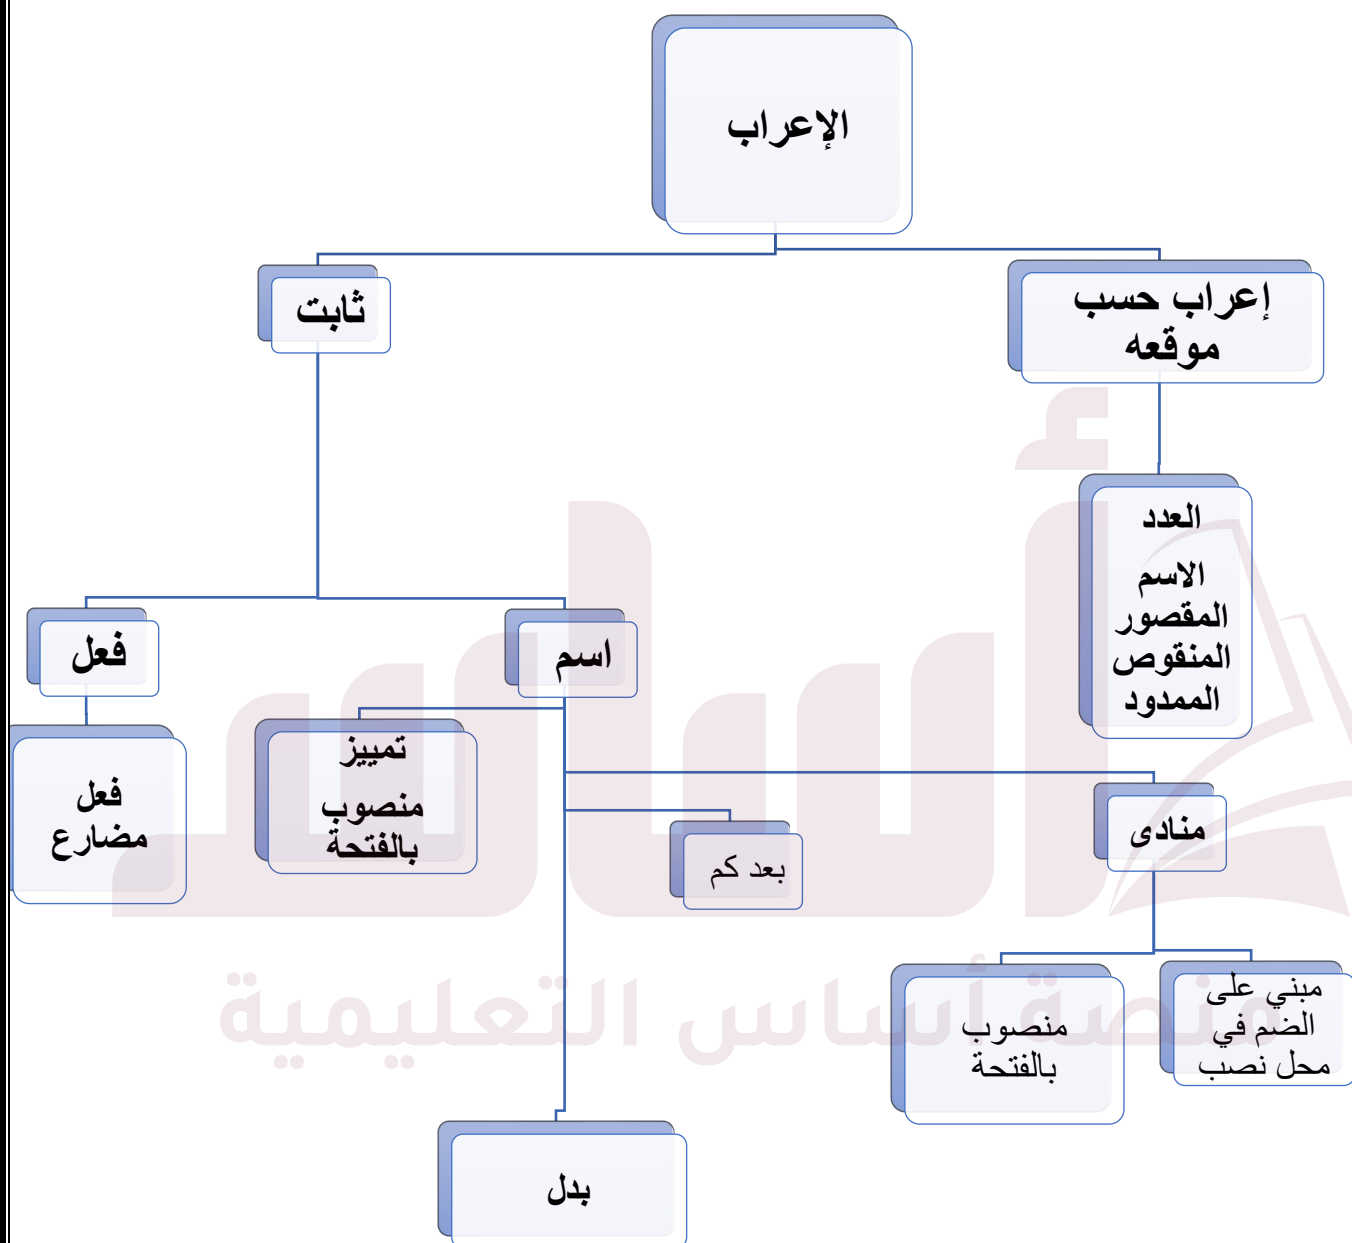 الإعراب
إعراب حسب
موقعه
ثابت
العدد
الاسم
المقصور
المنقوص
الممدود
اسم
فعل
منادى
بعد كم
تمييز
منصوب
بالفتحة
فعل
مضارع
مبني على
الضم في
محل نصب
منصوب
بالفتحة
بدل
أساس
منصة أساس التعليمية